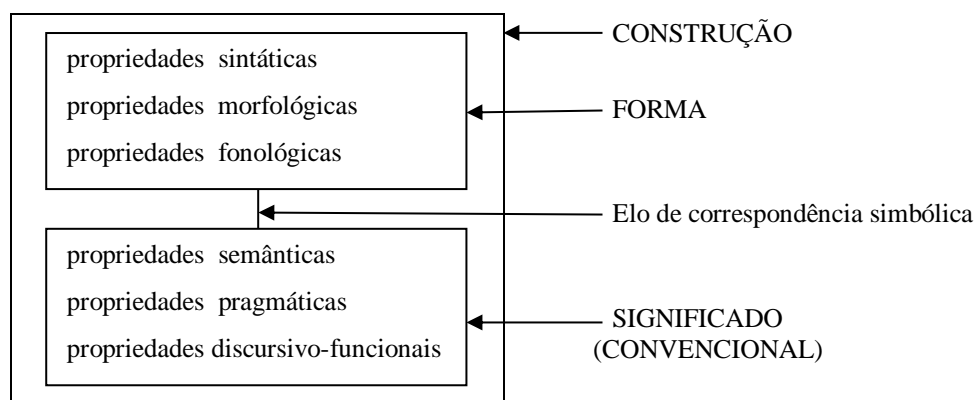 CONSTRUÇÃO
propriedades sintáticas
propriedades morfológicas
FORMA
propriedades fonológicas
Elo de correspondência simbólica
propriedades semânticas
propriedades pragmáticas
SIGNIFICADO
(CONVENCIONAL)
propriedades discursivo-funcionais